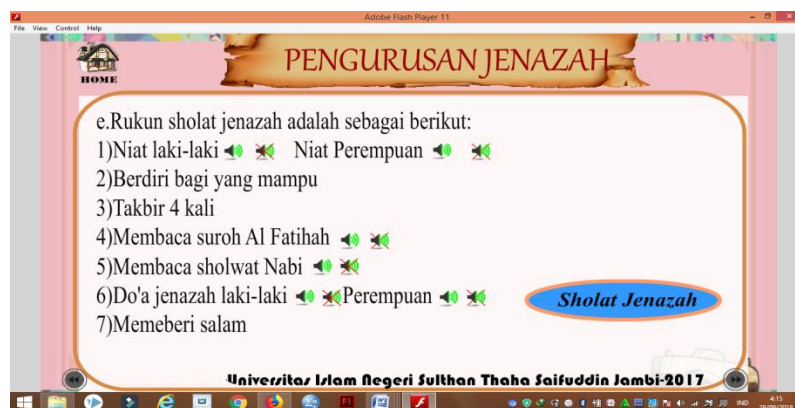 Adobe Flash Player 11
File View Control Help
HOME
PENGURUSAN JENAZAH
e.Rukun sholat jenazah adalah sebagai berikut:
1)Niat laki-laki Niat Perempuan
2)Berdiri bagi yang mampu
3)Takbir 4 kali
4)Membaca suroh Al Fatihah
5)Membaca sholwat Nabi
6)Do'a jenazah laki-laki Perempuan
7)Memeberi salam
Sholat Jenazah
Universitas Islam Negeri Sulthan Thaha Saifuddin Jambi-2017
IND
4:15
28/09/2018